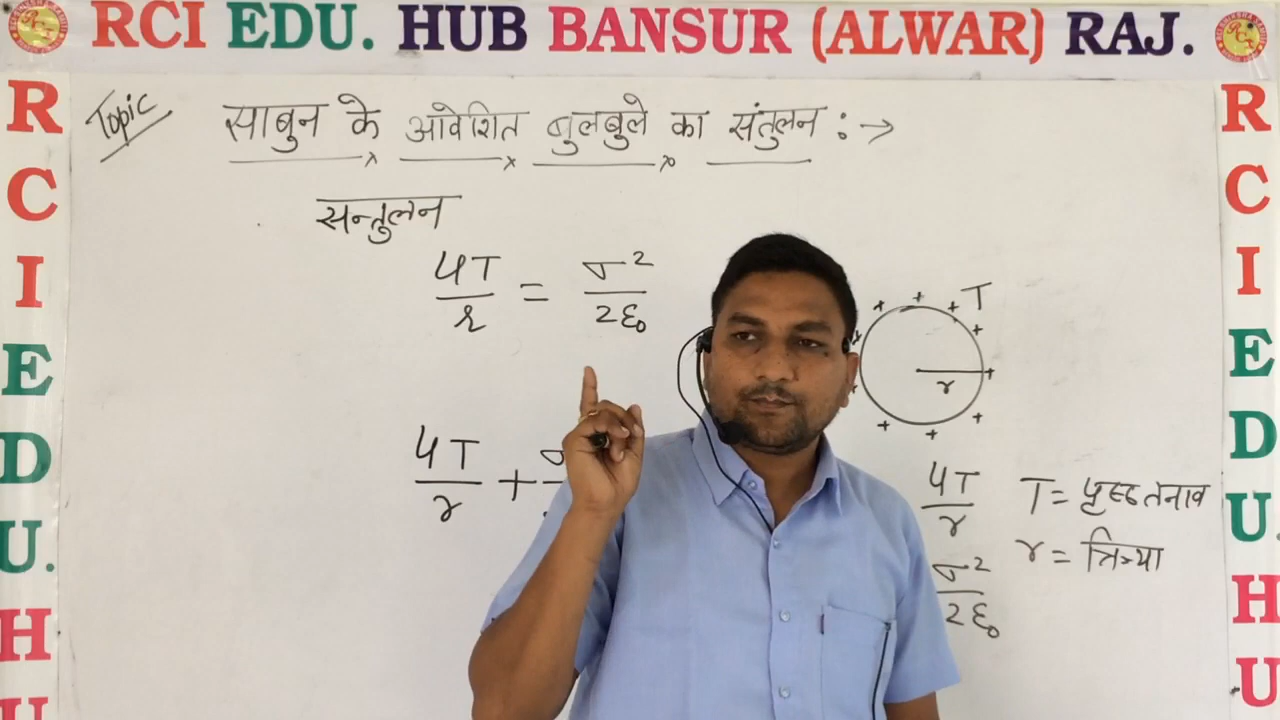 RCI EDU. HUB BANSUR (ALWAR) RAJ.
R
C
I
E
D
U.
H
U
R
C
I
E
D
U.
H
U
Topic साबुन के आवेशित बुलबुले का संतुलन :→
सन्तुलन
4T/r = σ²/2ε₀
T
r
4T/r +
4T/r
T = पृष्ठ तनाव
σ²/2ε₀
r = त्रिज्या